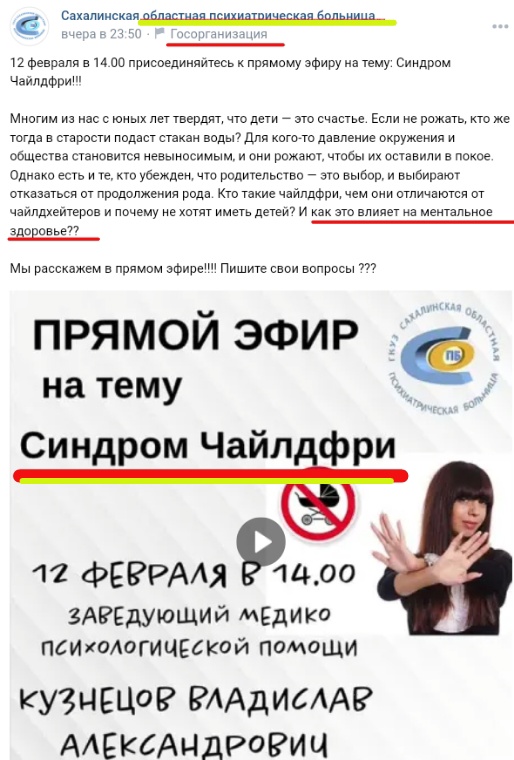 Сахалинская областная психиатрическая больница...
вчера в 23:50 · Госорганизация
12 февраля в 14.00 присоединяйтесь к прямому эфиру на тему: Синдром
Чайлдфри!!!
Многим из нас с юных лет твердят, что дети — это счастье. Если не рожать, кто же
тогда в старости подаст стакан воды? Для кого-то давление окружения и
общества становится невыносимым, и они рожают, чтобы их оставили в покое.
Однако есть и те, кто убежден, что родительство — это выбор, и выбирают
отказаться от продолжения рода. Кто такие чайлдфри, чем они отличаются от
чайлдхейтеров и почему не хотят иметь детей? И как это влияет на ментальное
здоровье??
Мы расскажем в прямом эфире!!!! Пишите свои вопросы ???
ПРЯМОЙ ЭФИР
на тему
Синдром Чайлдфри
ГКУЗ САХАЛИНСКАЯ ОБЛАСТНАЯ
ПСИХИАТРИЧЕСКАЯ БОЛЬНИЦА
ПБ
12 ФЕВРАЛЯ В 14.00
ЗАВЕДУЮЩИЙ МЕДИКО
ПСИХОЛОГИЧЕСКОЙ ПОМОЩИ
КУЗНЕЦОВ ВЛАДИСЛАВ
АЛЕКСАНДРОВИЧ